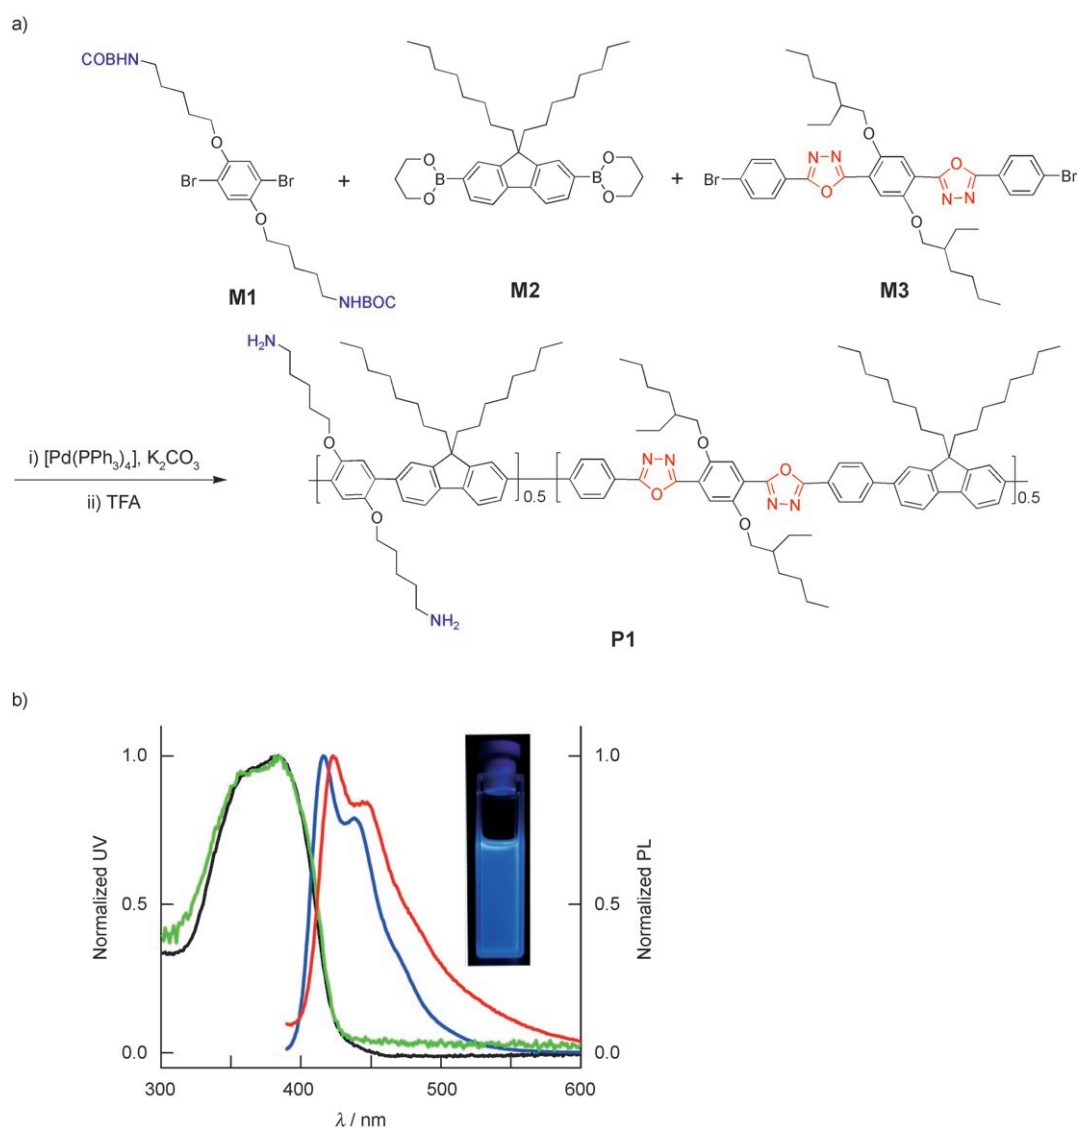 a)
COBHN
O
Br
Br
O
NHBOC
M1
+
O
B
O
O
B
O
M2
+
Br
N N
O
O
O
O
N N
Br
M3
i) [Pd(PPh₃)₄], K₂CO₃
ii) TFA
H₂N
O
O
NH₂
0.5
N N
O
O
O
O
N N
0.5
P1
b)
Normalized UV
1.0
0.5
0.0
300
400
500
600
λ / nm
1.0
0.5
0.0
Normalized PL